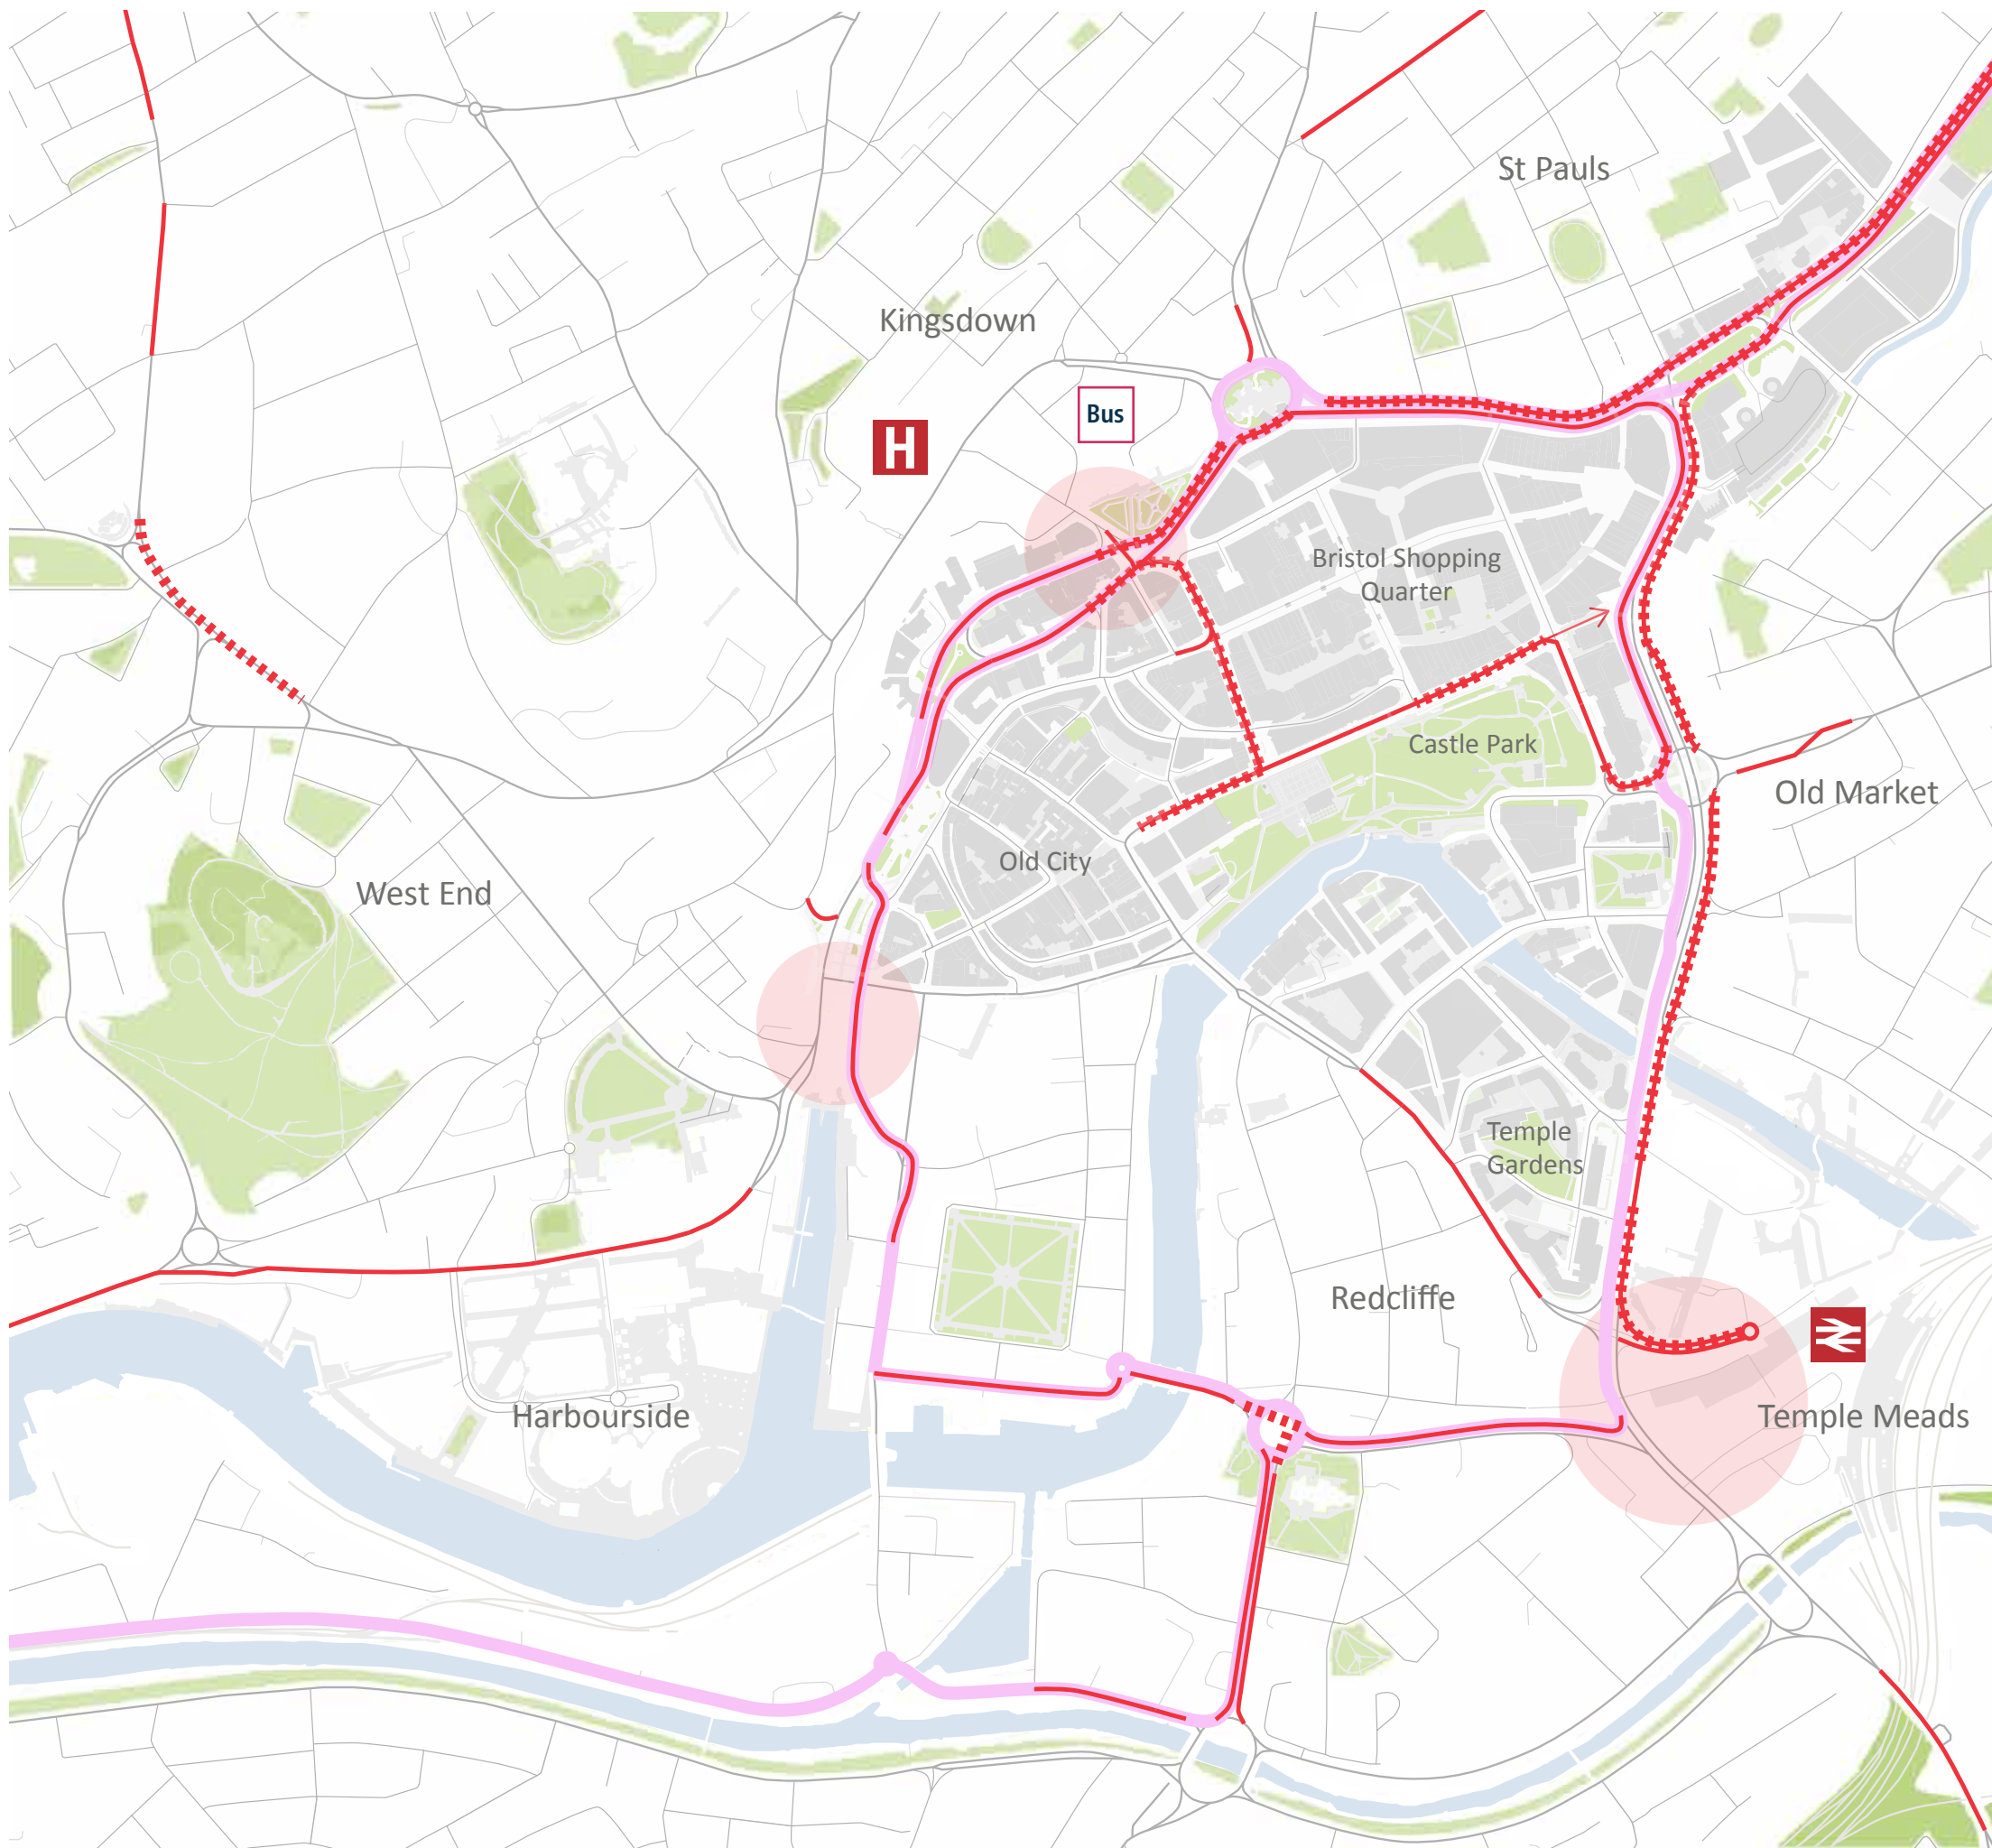 St Pauls
Kingsdown
Bus
H
Bristol Shopping
Quarter
Castle Park
Old Market
Old City
West End
Temple
Gardens
Redcliffe
Harbourside
Temple Meads